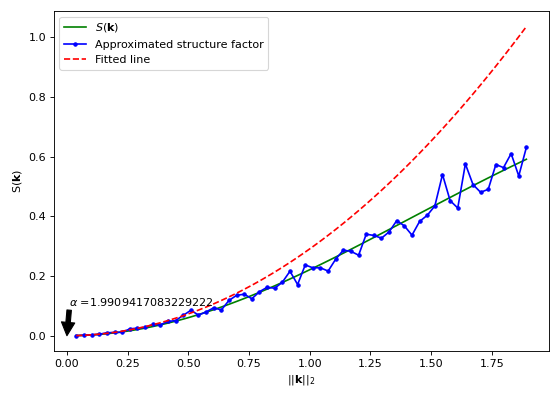 S(k)
Approximated structure factor
Fitted line
α =1.9909417083229222
S(k)
1.0
0.8
0.6
0.4
0.2
0.0
0.00 0.25 0.50 0.75 1.00 1.25 1.50 1.75
||k||₂